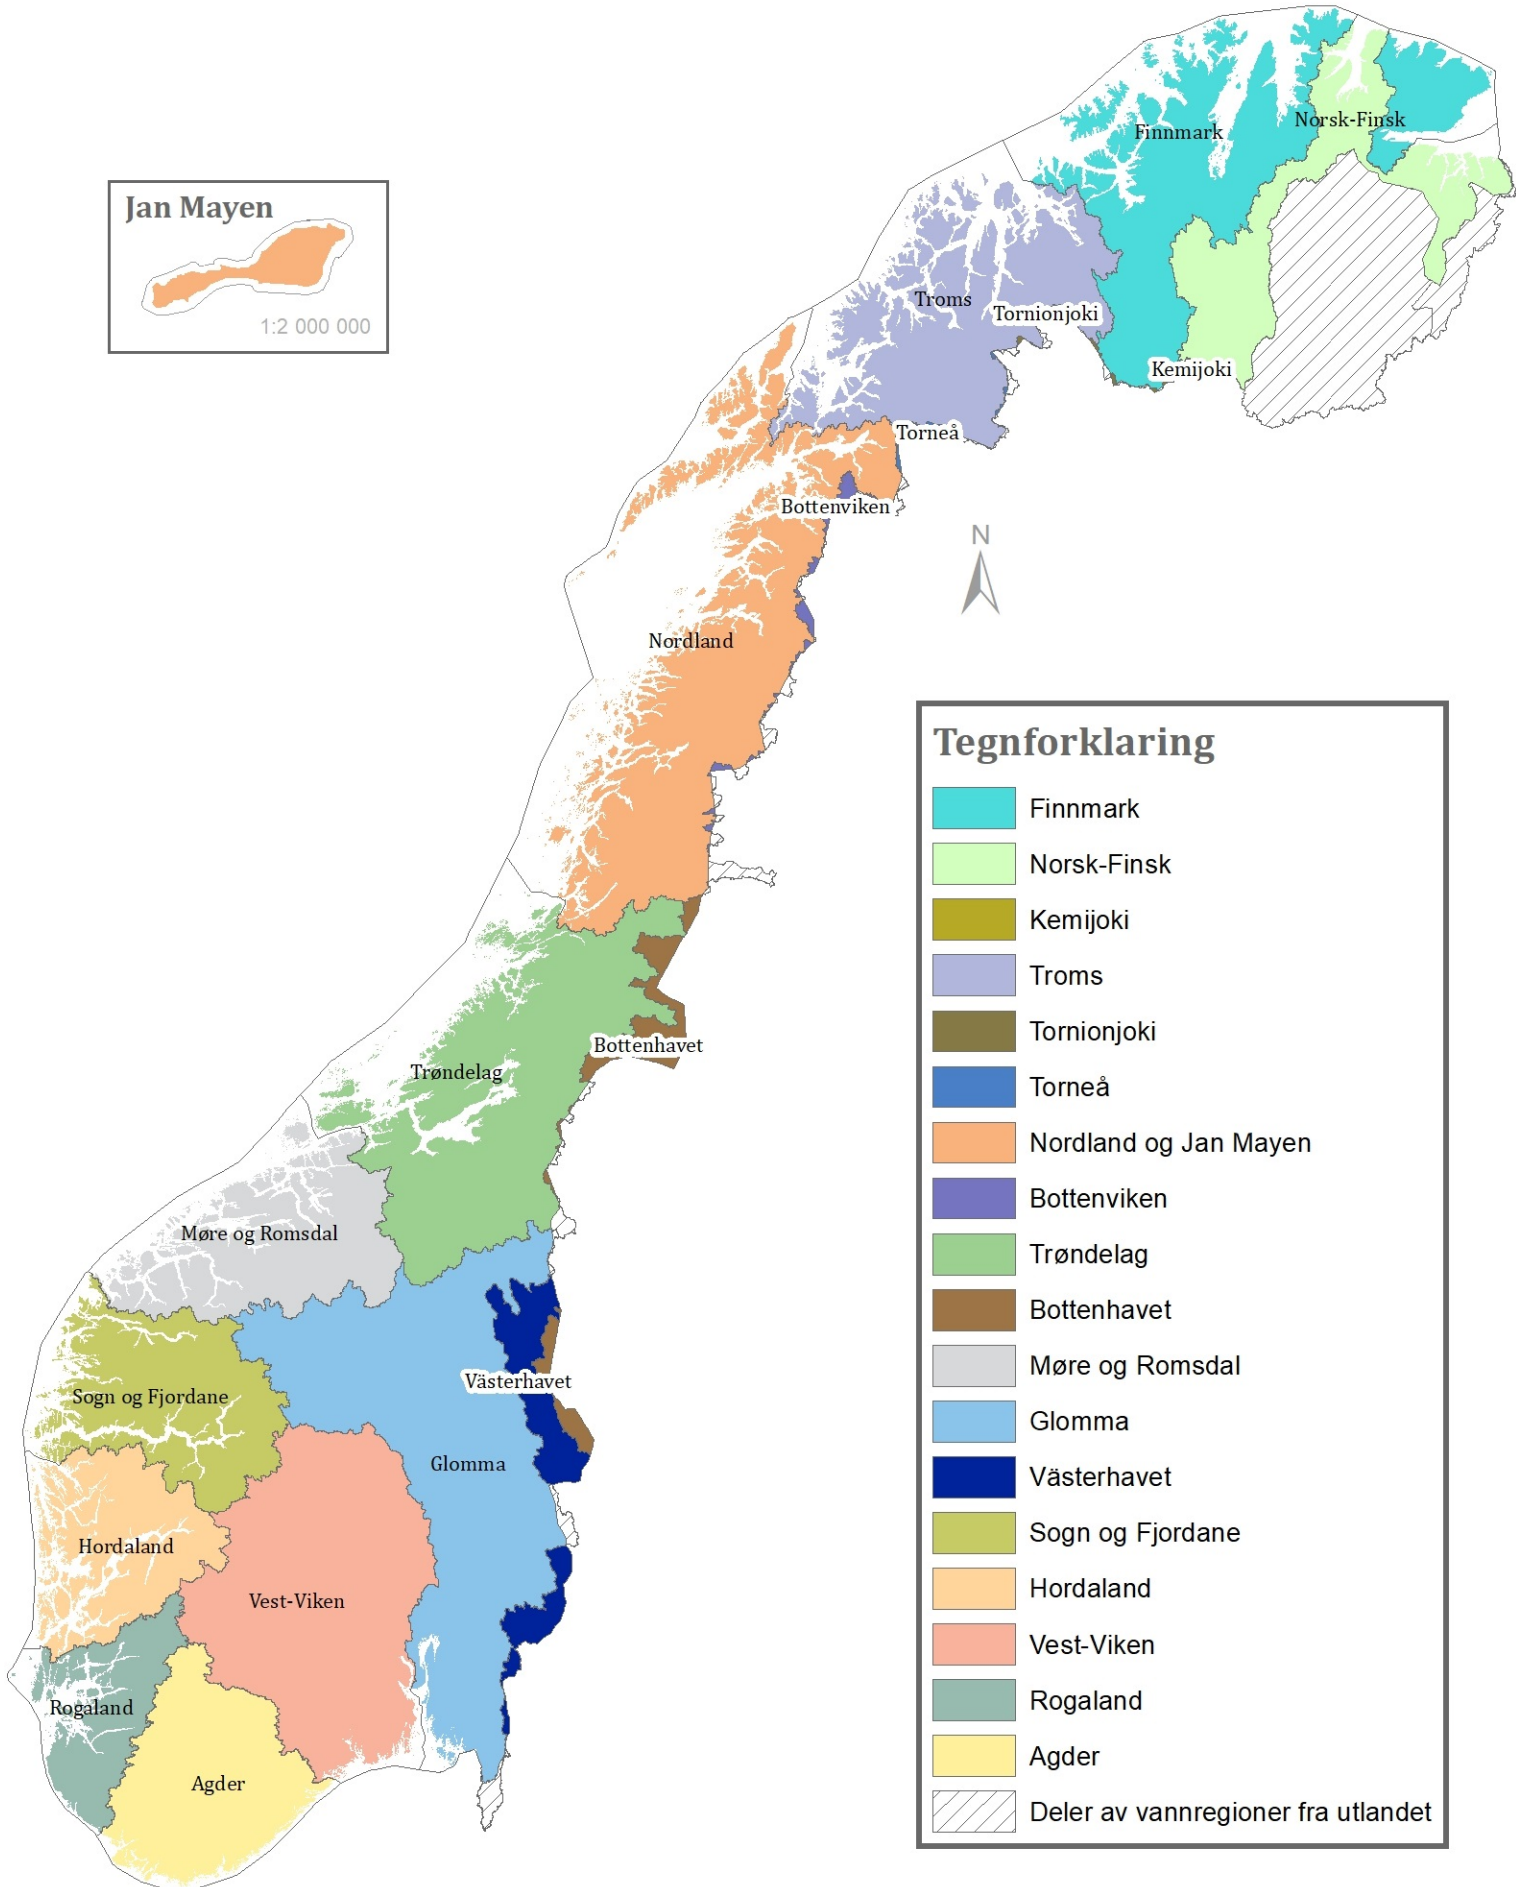 Jan Mayen
1:2 000 000
Finnmark
Norsk-Finsk
Troms
Tornionjoki
Kemijoki
Torneå
Bottenviken
N
Nordland
Bottenhavet
Trøndelag
Møre og Romsdal
Västerhavet
Sogn og Fjordane
Glomma
Hordaland
Vest-Viken
Rogaland
Agder
Tegnforklaring
Finnmark
Norsk-Finsk
Kemijoki
Troms
Tornionjoki
Torneå
Nordland og Jan Mayen
Bottenviken
Trøndelag
Bottenhavet
Møre og Romsdal
Glomma
Västerhavet
Sogn og Fjordane
Hordaland
Vest-Viken
Rogaland
Agder
Deler av vannregioner fra utlandet